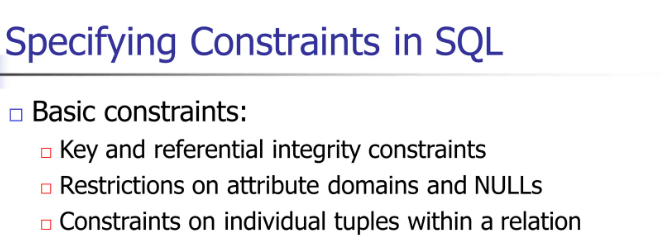 Specifying Constraints in SQL
Basic constraints:
Key and referential integrity constraints
Restrictions on attribute domains and NULLs
Constraints on individual tuples within a relation